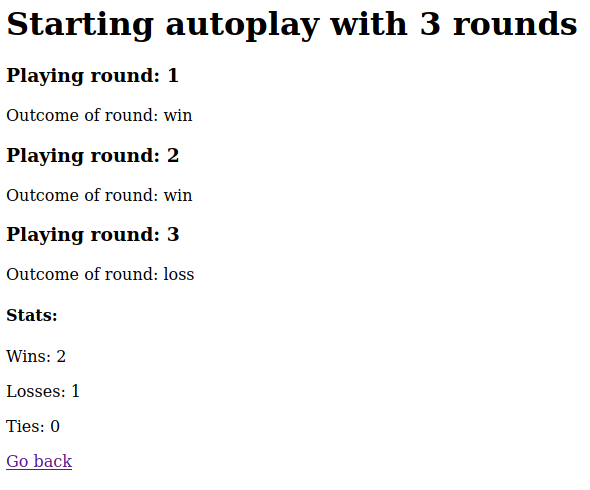 Starting autoplay with 3 rounds
Playing round: 1
Outcome of round: win
Playing round: 2
Outcome of round: win
Playing round: 3
Outcome of round: loss
Stats:
Wins: 2
Losses: 1
Ties: 0
Go back